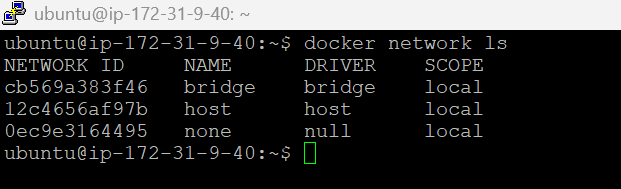 ubuntu@ip-172-31-9-40: ~
ubuntu@ip-172-31-9-40:~$ docker network ls
NETWORK ID     NAME      DRIVER    SCOPE
cb569a383f46   bridge    bridge    local
12c4656af97b   host      host      local
0ec9e3164495   none      null      local
ubuntu@ip-172-31-9-40:~$